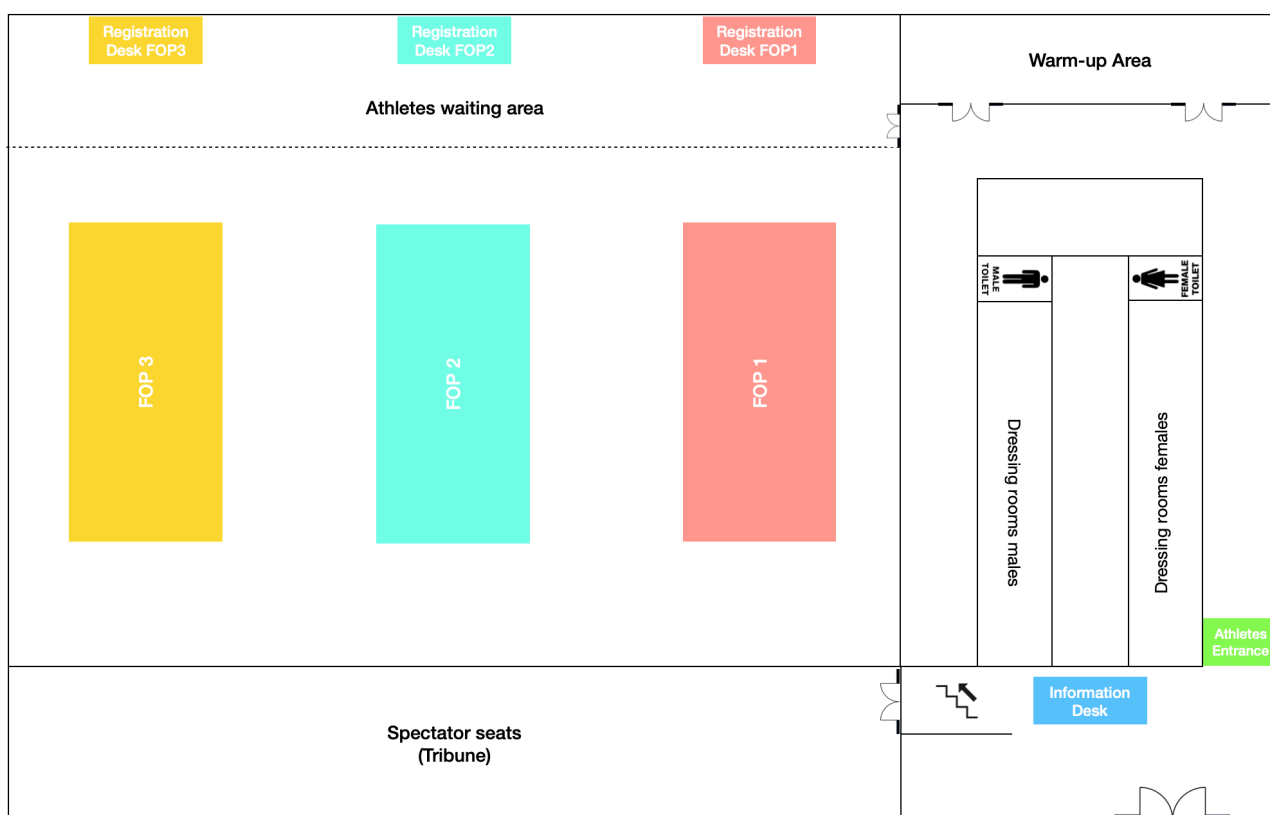 Registration
Desk FOP3
Registration
Desk FOP2
Registration
Desk FOP1
Warm-up Area
Athletes waiting area
MALE
TOILET
FEMALE
TOILET
FOP 3
FOP 2
FOP 1
Dressing rooms males
Dressing rooms females
Athletes
Entrance
Information
Desk
Spectator seats
(Tribune)